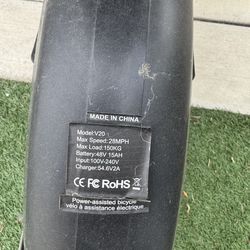 MADE IN CHINA
Model:V20
Max Speed:28MPH
Max Load:150KG
Battery:48V 15AH
Input:100V-240V
Charger:54.6V2A
CE FC RoHS
Power-assisted bicycle
vélo à assistance électrique